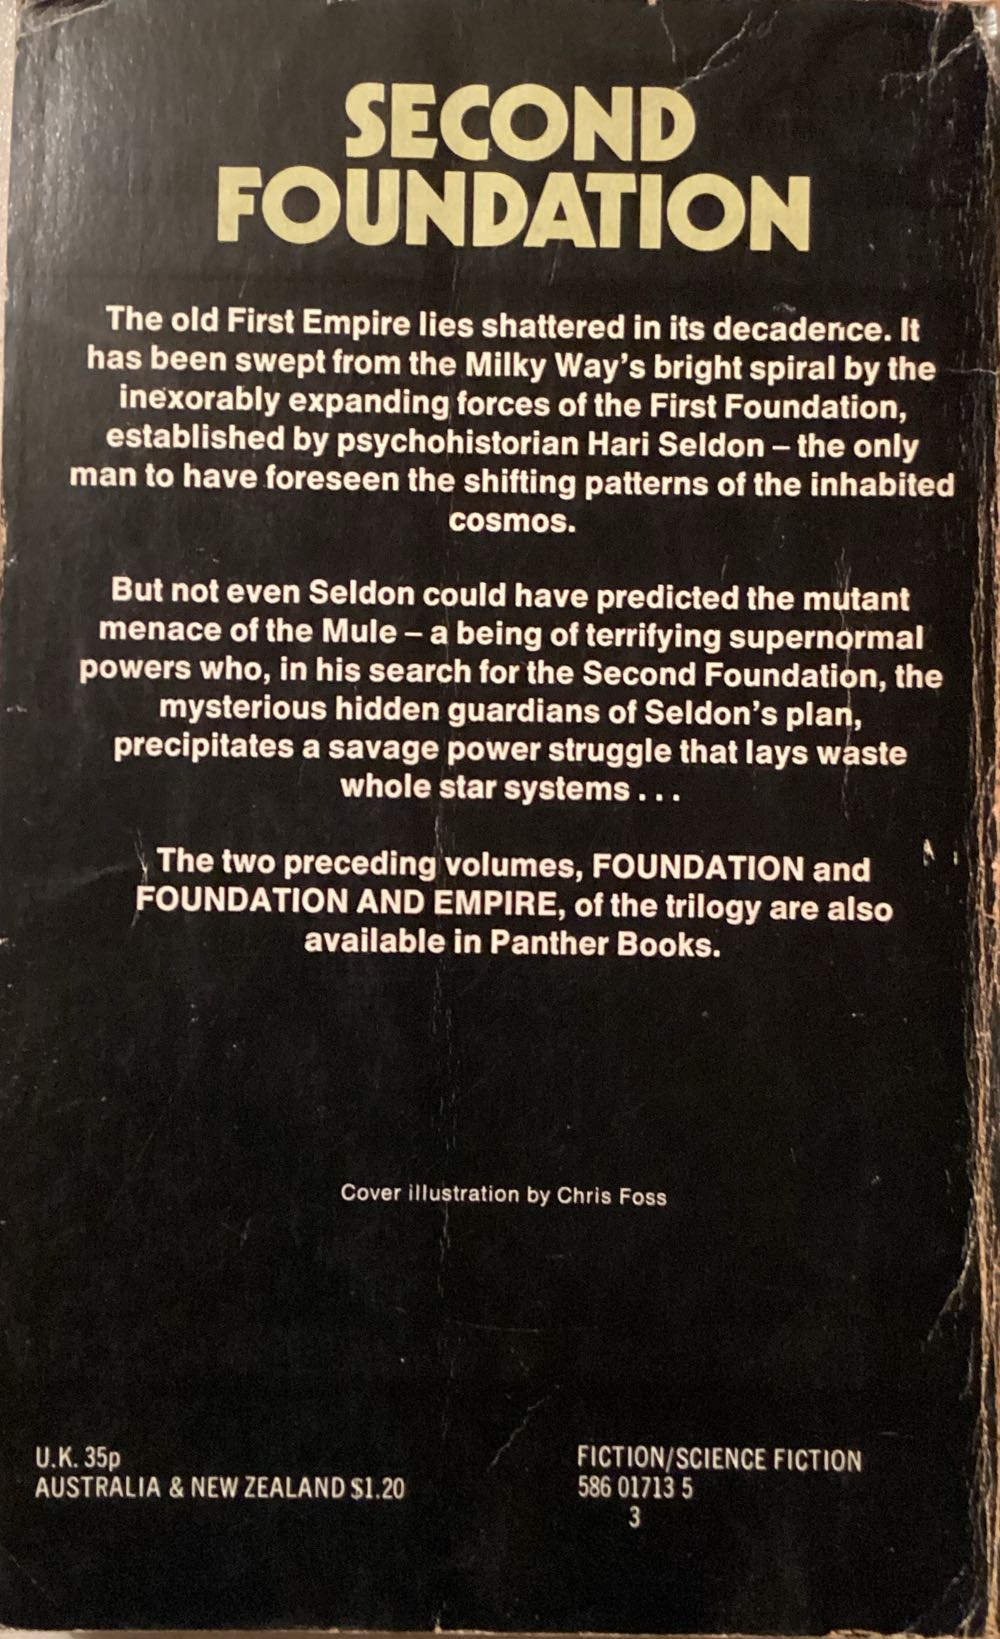 SECOND
FOUNDATION
The old First Empire lies shattered in its decadence. It
has been swept from the Milky Way's bright spiral by the
inexorably expanding forces of the First Foundation,
established by psychohistorian Hari Seldon – the only
man to have foreseen the shifting patterns of the inhabited
cosmos.
But not even Seldon could have predicted the mutant
menace of the Mule – a being of terrifying supernormal
powers who, in his search for the Second Foundation, the
mysterious hidden guardians of Seldon's plan,
precipitates a savage power struggle that lays waste
whole star systems . . .
The two preceding volumes, FOUNDATION and
FOUNDATION AND EMPIRE, of the trilogy are also
available in Panther Books.
Cover illustration by Chris Foss
U.K. 35p
AUSTRALIA & NEW ZEALAND $1.20
FICTION/SCIENCE FICTION
586 01713 5
3